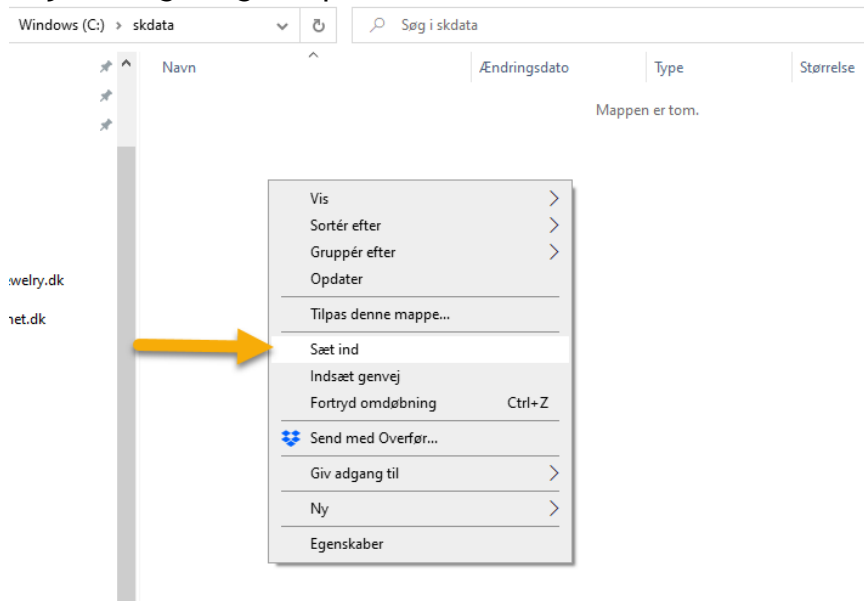 Windows (C:) > skdata
Søg i skdata
Navn
Ændringsdato
Type
Størrelse
Mappen er tom.
ewelry.dk
net.dk
Vis
Sortér efter
Gruppér efter
Opdater
Tilpas denne mappe...
Sæt ind
Indsæt genvej
Fortryd omdøbning Ctrl+Z
Send med Overfør...
Giv adgang til
Ny
Egenskaber